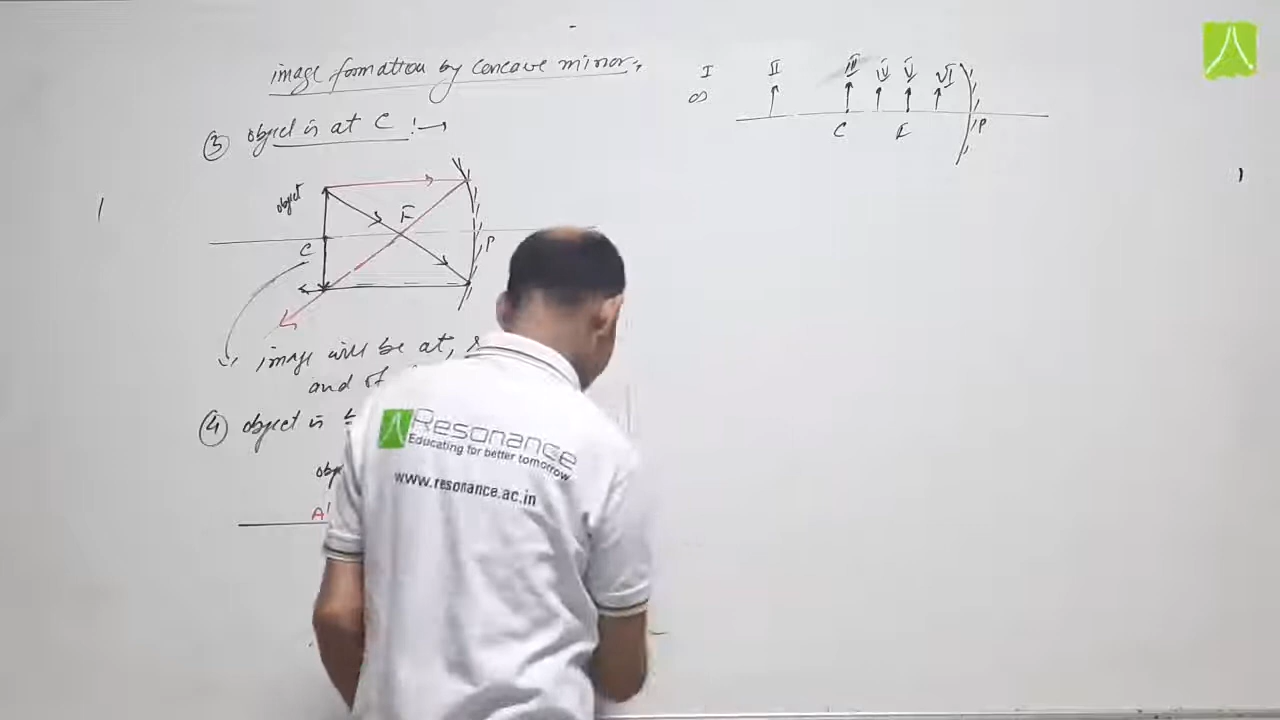 image formation by concave mirror.
③ object is at C :→
object
F
C
P
image will be at,
and of
④ object is
A'
I II III IV V VI
∞
C F P
Resonance
Educating for better tomorrow
www.resonance.ac.in